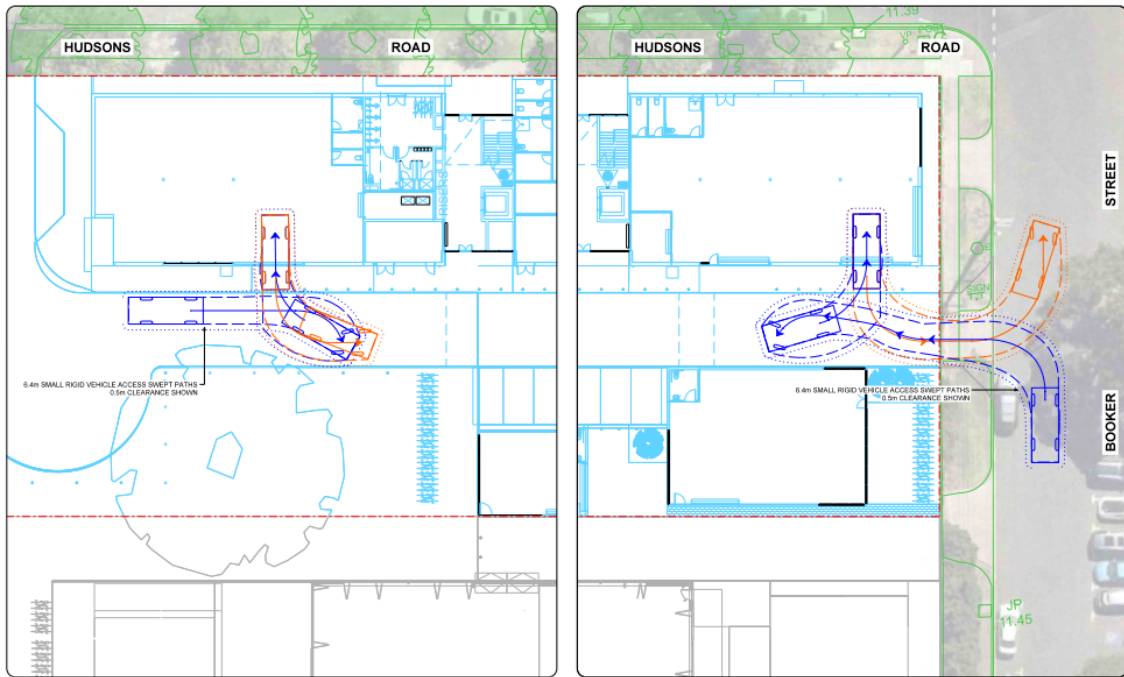 HUDSONS
ROAD
RISERS
6.4m SMALL RIGID VEHICLE ACCESS SWEPT PATHS
0.5m CLEARANCE SHOWN
HUDSONS
11.39
ROAD
STREET
SIGN
6.4m SMALL RIGID VEHICLE ACCESS SWEPT PATHS
0.5m CLEARANCE SHOWN
BOOKER
JP
11.45